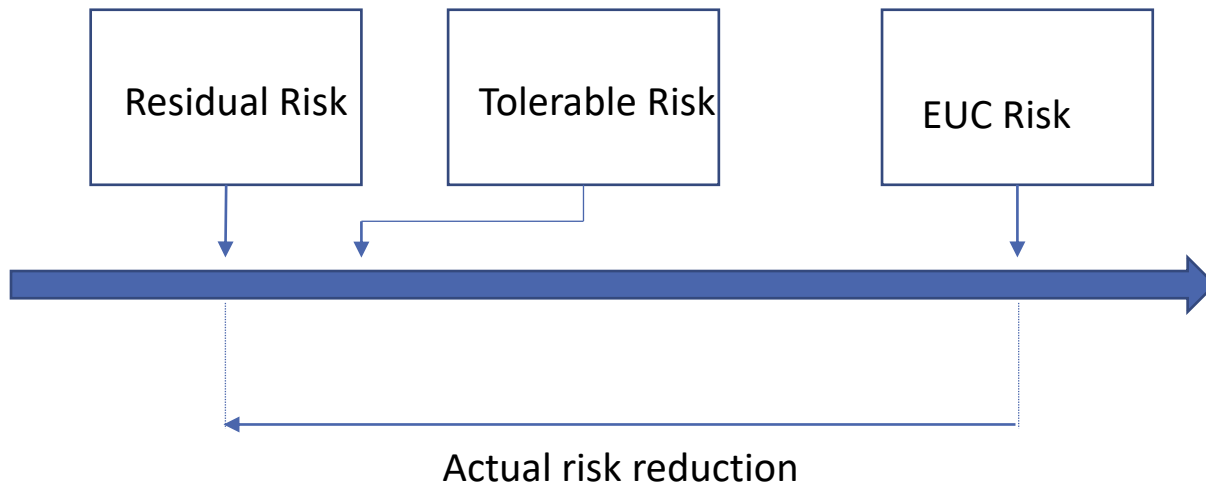 Residual Risk
Tolerable Risk
EUC Risk
Actual risk reduction